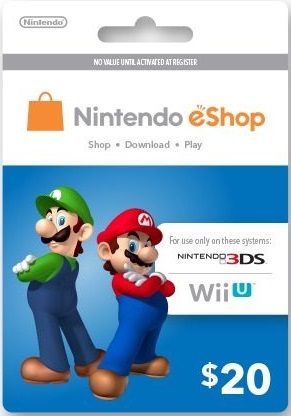 Nintendo
NO VALUE UNTIL ACTIVATED AT REGISTER
Nintendo eShop
Shop • Download • Play
M
For use only on these systems:
NINTENDO 3DS
Wii U
$20